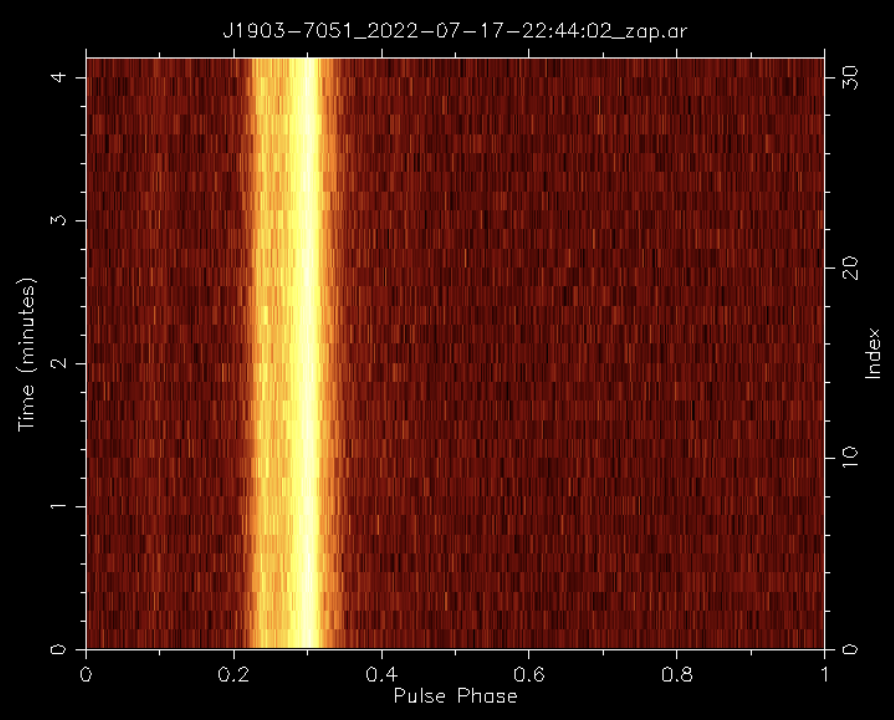 J1903-7051_2022-07-17-22:44:02_zap.ar
4
3
2
1
0
Time (minutes)
30
20
10
0
Index
0 0.2 0.4 0.6 0.8 1
Pulse Phase